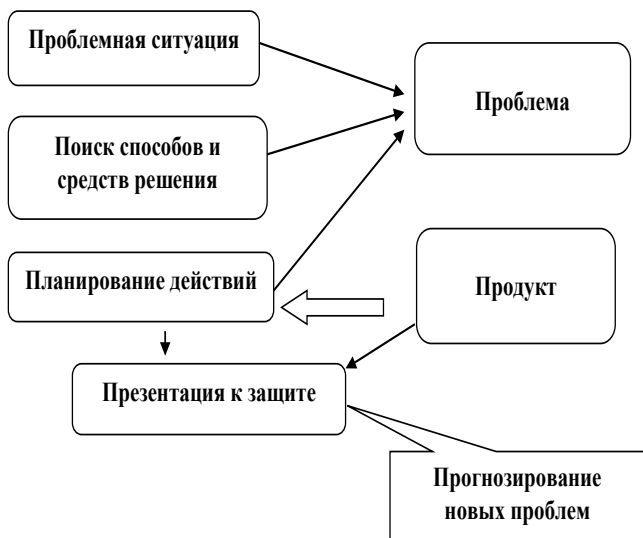 Проблемная ситуация
Проблема
Поиск способов и
средств решения
Планирование действий
Продукт
Презентация к защите
Прогнозирование
новых проблем